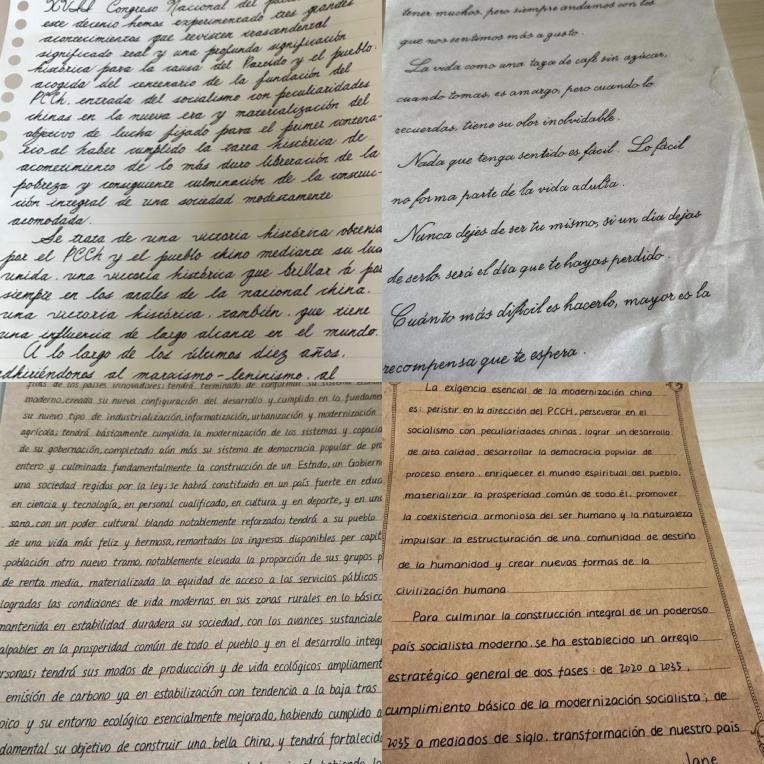 XVIII Congreso Nacional del
este decenio hemos experimentado tres grandes
acontecimientos que revisten trascendental
significado real y una profunda significación
histórica para la causa del Partido y el pueblo:
acogida del centenario de la fundación del
PCCh, entrada del socialismo con peculiaridades
chinas en la nueva era y materialización del
objetivo de lucha fijado para el primer contena-
rio al haber cumplido la tarea histórica de
acometimiento de lo más duro libreración de la
pobreza y consiguiente culminación de la construc-
ción integral de una sociedad modestamente
acomodada.
Se trata de una victoria histórica obtenia
por el PCCh y el pueblo chino mediante su luc
unida. una victoria histórica que brillar á po
siempre en los anales de la nacional china.
una victoria histórica, también, que tiene
una influencia de largo alcance en el mundo.
A lo largo de los últimos diez años,
adhiriéndonos al marxismo-leninismo, al
tener muchos, pero siempre andamos con los
que nos sentimos más a gusto.
La vida como una taza de café sin azúcar,
cuando tomas, es amargo, pero cuando lo
recuerdas, tiene su olor inolvidable.
Nada que tenga sentido es fácil. Lo fácil
no forma parte de la vida adulta.
Nunca dejes de ser tu mismo, si un día dejas
de serlo, será el día que te hayas perdido.
Cuánto más difícil es hacerlo, mayor es la
recompensa que te espera.
filas de los países innovadores; tendrá terminado de conformar su sistema
moderno, creada su nueva configuración del desarrollo y cumplido en lo fundamen
su nuevo tipo de industrialización, informatización, urbanización y modernización
agrícola; tendrá básicamente cumplida la modernización de los sistemas y capacid
de su gobernación, completado aún más su sistema de democracia popular de pro
entero y culminada fundamentalmente la construcción de un Estado, un Gobiern
una sociedad regidos por la ley; se habrá constituido en un país fuerte en educ
en ciencia y tecnología, en personal cualificado, en cultura y en deporte, y en uno
sano, con un poder cultural blando notablemente reforzado; tendrá a su pueblo
de una vida más feliz y hermosa, remontados los ingresos disponibles per capit
población otro nuevo tramo, notablemente elevada la proporción de sus grupos p
de renta media, materializada la equidad de acceso a los servicios públicos
logradas las condiciones de vida modernas en sus zonas rurales en lo básico
mantenida en estabilidad duradera su sociedad, con los avances sustanciale
alpables en la prosperidad común de todo el pueblo y en el desarrollo integ
rsonas; tendrá sus modos de producción y de vida ecológicos ampliament
emisión de carbono ya en estabilización con tendencia a la baja tras
pico y su entorno ecológico esencialmente mejorado, habiendo cumplido a
damental su objetivo de construir una bella China, y tendrá fortalecid
La exigencia esencial de la modernización china
es: peristir en la dirección del PCCH, perseverar en el
socialismo con peculiaridades chinas, lograr un desarrollo
de alta calidad, desarrollar la democracia popular de
proceso entero, enriquecer el mundo espiritual del pueblo,
materializar la prosperidad común de todo él, promover
la coexistencia armoniosa del ser humano y la naturaleza
impulsar la estructuración de una comunidad de destino
de la humanidad y crear nuevas formas de la
civilización humana
Para culminar la construcción integral de un poderoso
país socialista moderno, se ha establecido un arreglo
estratégico general de dos fases: de 2020 a 2035,
cumplimiento básico de la modernización socialista; de
2035 a mediados de siglo, transformación de nuestro país
Jane